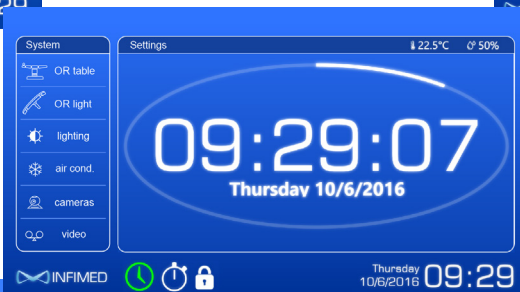 29
System
Settings
22.5°C
50%
OR table
OR light
lighting
air cond.
cameras
video
09:29:07
Thursday 10/6/2016
INFIMED
Thursday
10/6/2016
09:29